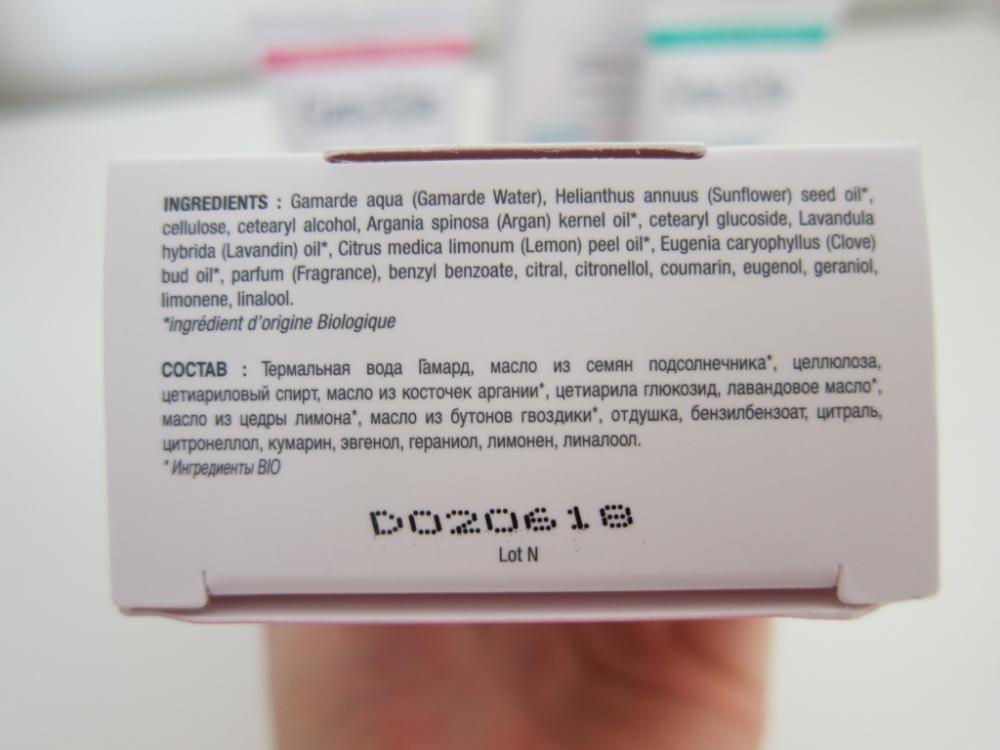 INGREDIENTS : Gamarde aqua (Gamarde Water), Helianthus annuus (Sunflower) seed oil*,
cellulose, cetearyl alcohol, Argania spinosa (Argan) kernel oil*, cetearyl glucoside, Lavandula
hybrida (Lavandin) oil*, Citrus medica limonum (Lemon) peel oil*, Eugenia caryophyllus (Clove)
bud oil*, parfum (Fragrance), benzyl benzoate, citral, citronellol, coumarin, eugenol, geraniol,
limonene, linalool.
*ingrédient d'origine Biologique
СОСТАВ : Термальная вода Гамард, масло из семян подсолнечника*, целлюлоза,
цетиариловый спирт, масло из косточек аргании*, цетиарила глюкозид, лавандовое масло*,
масло из цедры лимона*, масло из бутонов гвоздики*, отдушка, бензилбензоат, цитраль,
цитронеллол, кумарин, эвгенол, гераниол, лимонен, линалоол.
* Ингредиенты BIO
D020618
Lot N